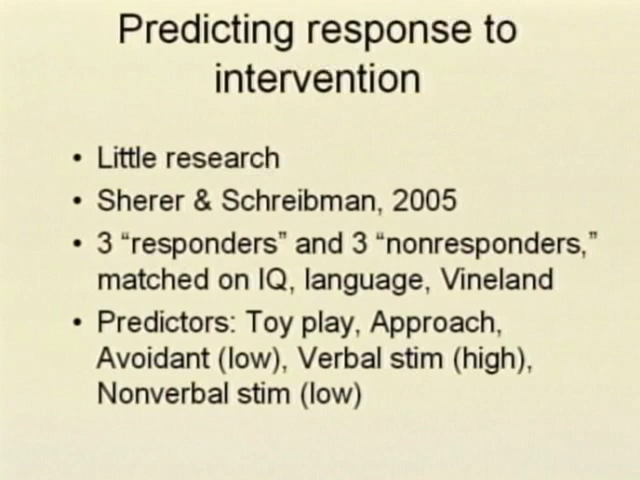 Predicting response to
intervention
• Little research
• Sherer & Schreibman, 2005
• 3 “responders” and 3 “nonresponders,”
matched on IQ, language, Vineland
• Predictors: Toy play, Approach,
Avoidant (low), Verbal stim (high),
Nonverbal stim (low)